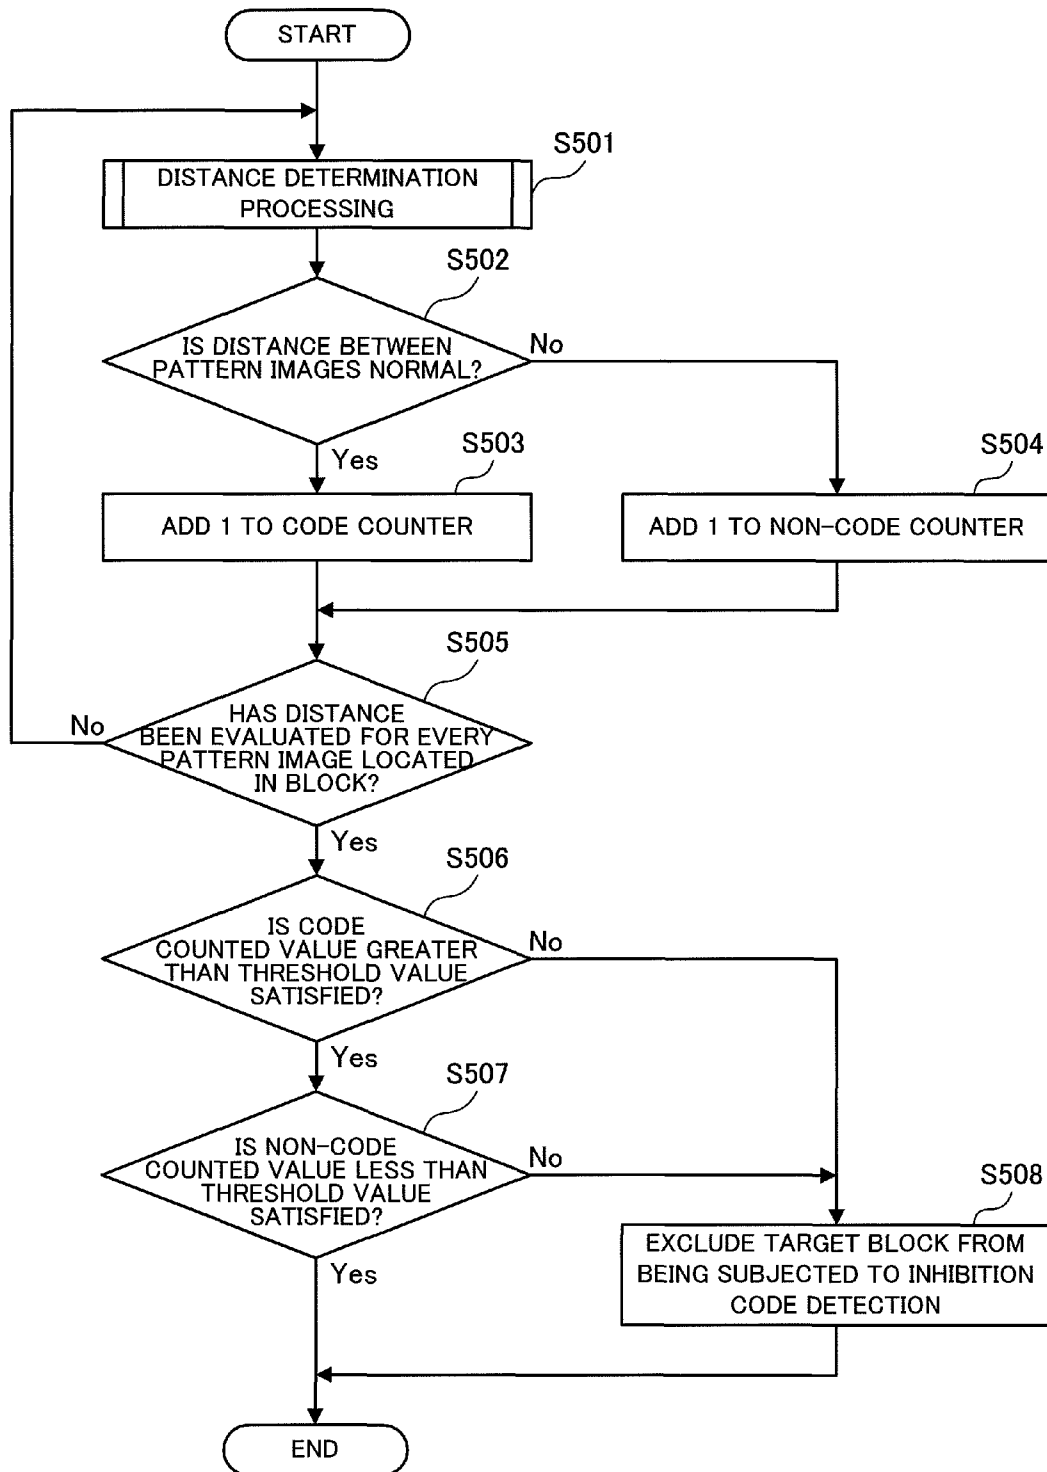 START
S501
DISTANCE DETERMINATION
PROCESSING
S502
IS DISTANCE BETWEEN
PATTERN IMAGES NORMAL?
No
Yes
S503
ADD 1 TO CODE COUNTER
S504
ADD 1 TO NON-CODE COUNTER
S505
HAS DISTANCE
BEEN EVALUATED FOR EVERY
PATTERN IMAGE LOCATED
IN BLOCK?
No
Yes
S506
IS CODE
COUNTED VALUE GREATER
THAN THRESHOLD VALUE
SATISFIED?
No
Yes
S507
IS NON-CODE
COUNTED VALUE LESS THAN
THRESHOLD VALUE
SATISFIED?
No
Yes
S508
EXCLUDE TARGET BLOCK FROM
BEING SUBJECTED TO INHIBITION
CODE DETECTION
END